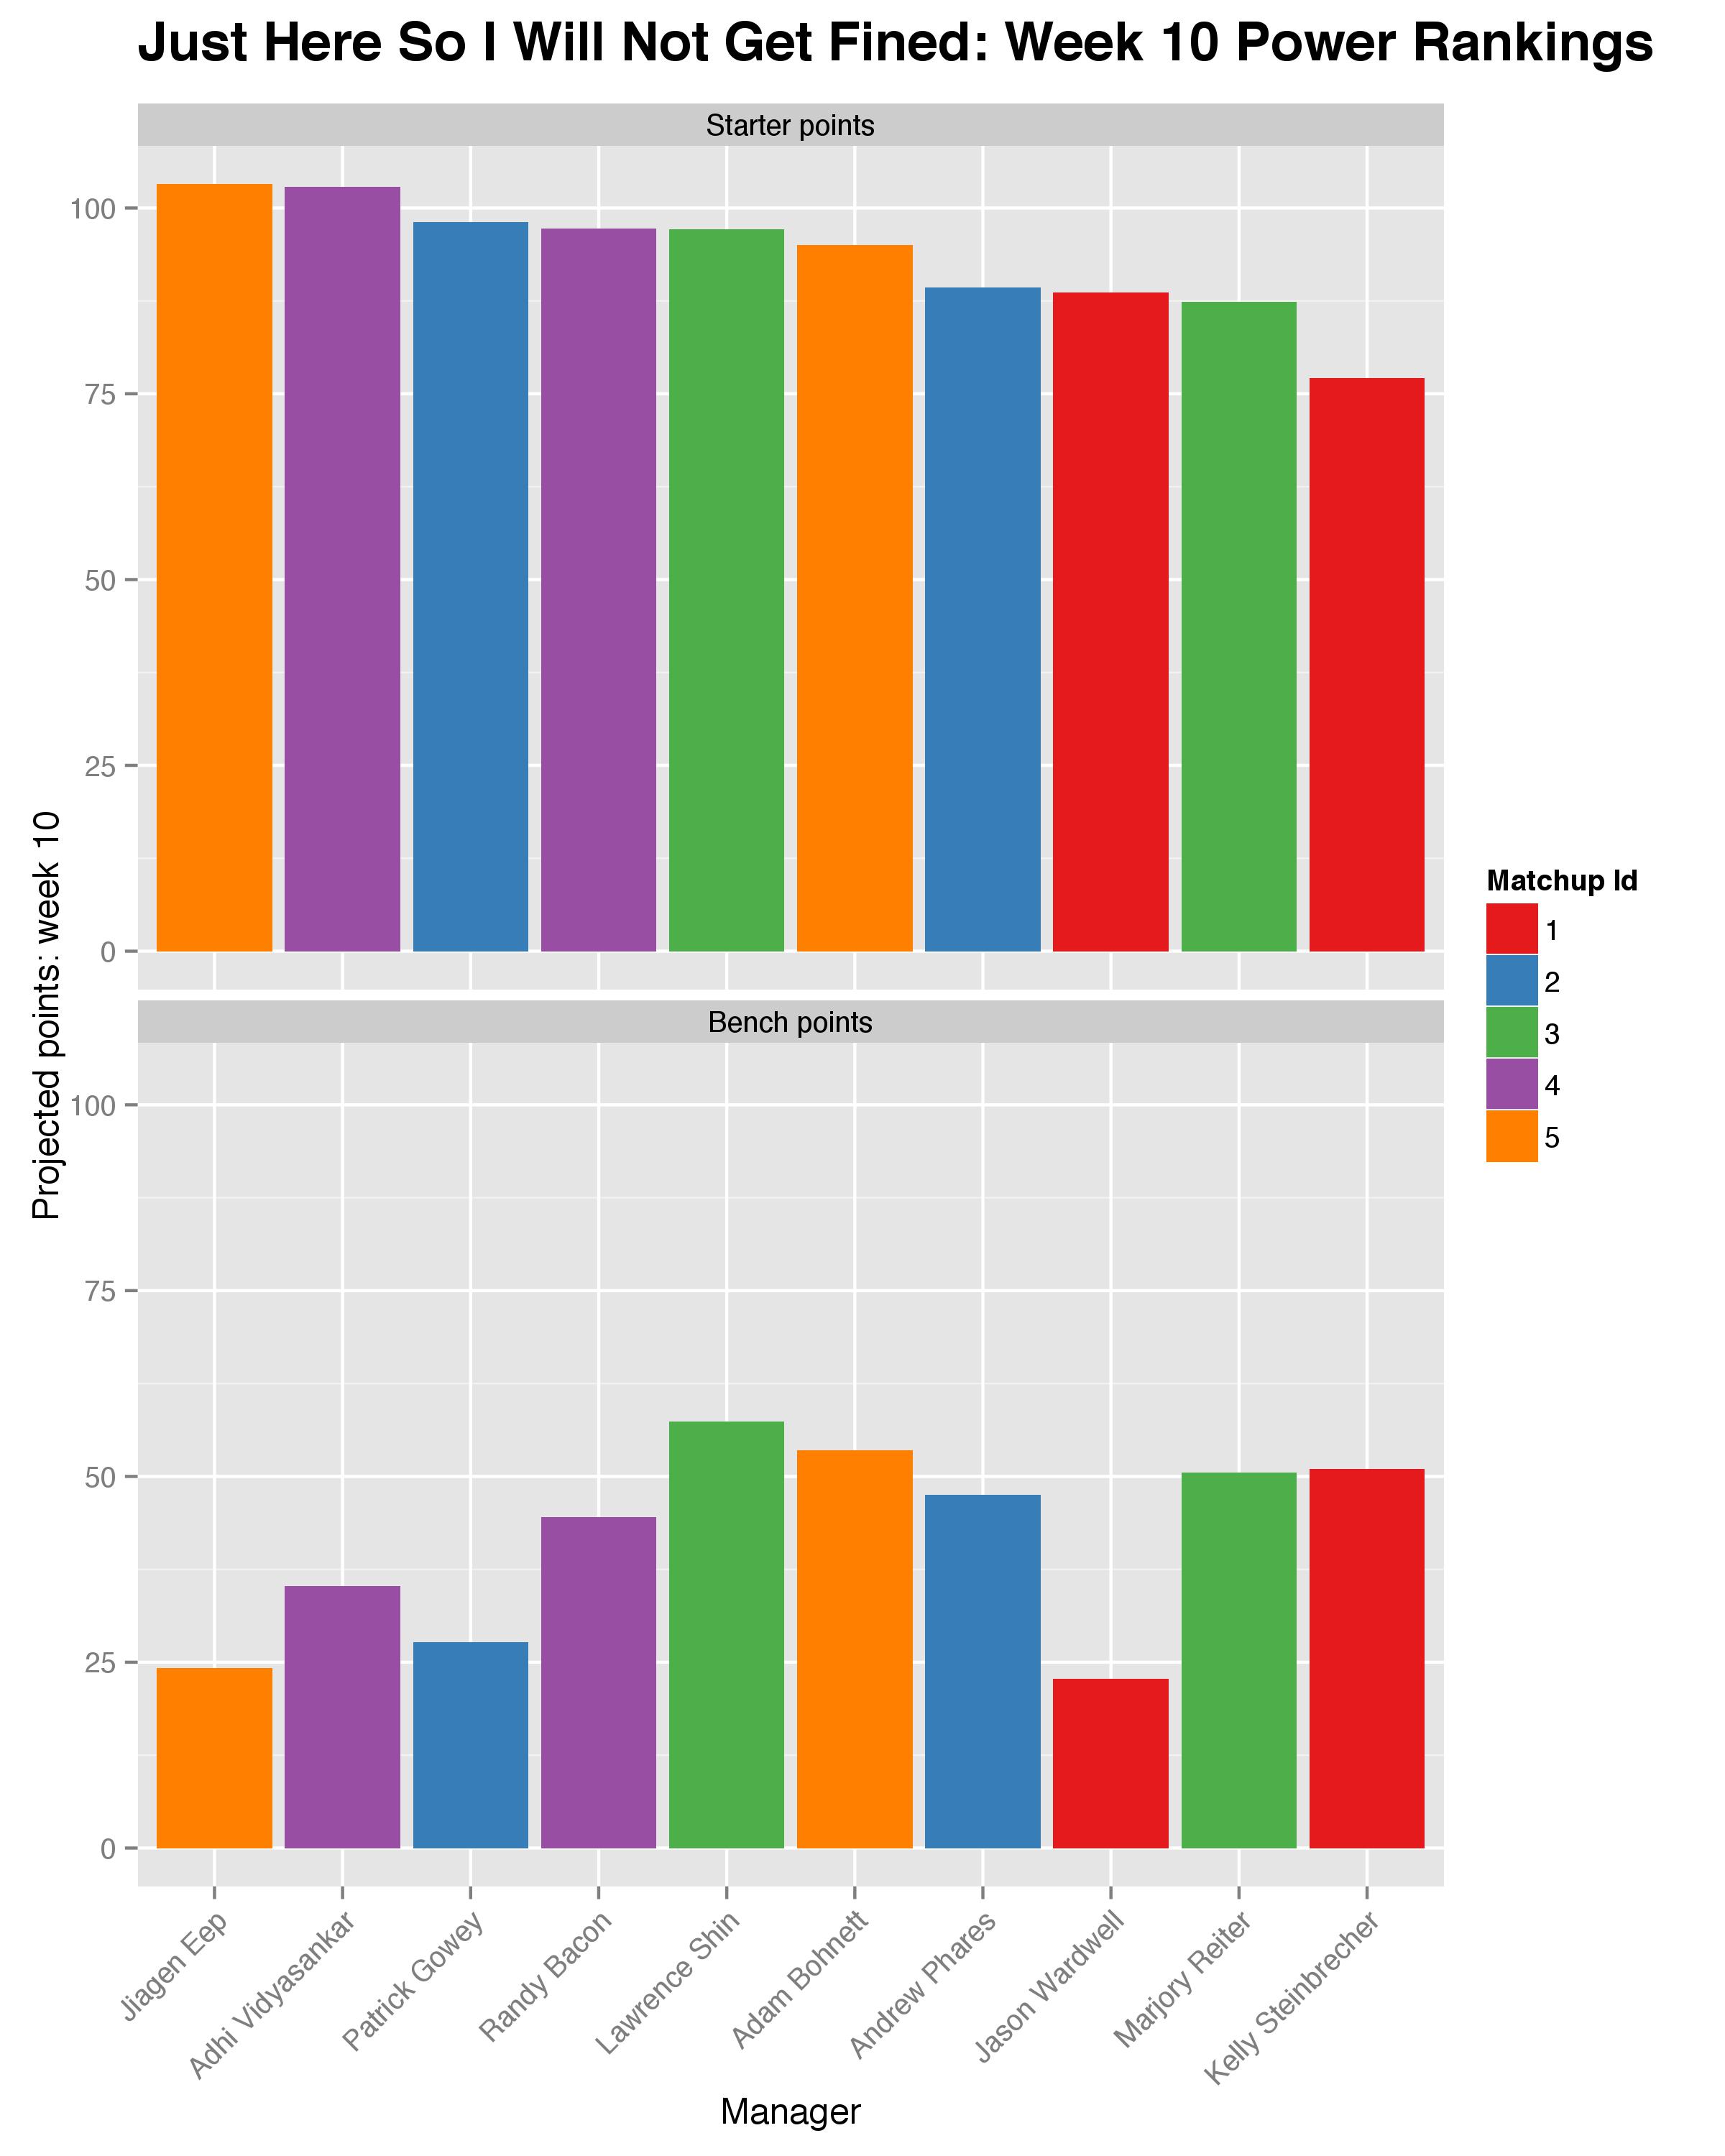 Just Here So I Will Not Get Fined: Week 10 Power Rankings
Starter points
100
75
50
25
0
Projected points: week 10
Bench points
100
75
50
25
0
Jiagen Eep
Adhi Vidyasankar
Patrick Gowey
Randy Bacon
Lawrence Shin
Adam Bohnett
Andrew Phares
Jason Wardwell
Marjory Reiter
Kelly Steinbrecher
Manager
Matchup Id
1
2
3
4
5